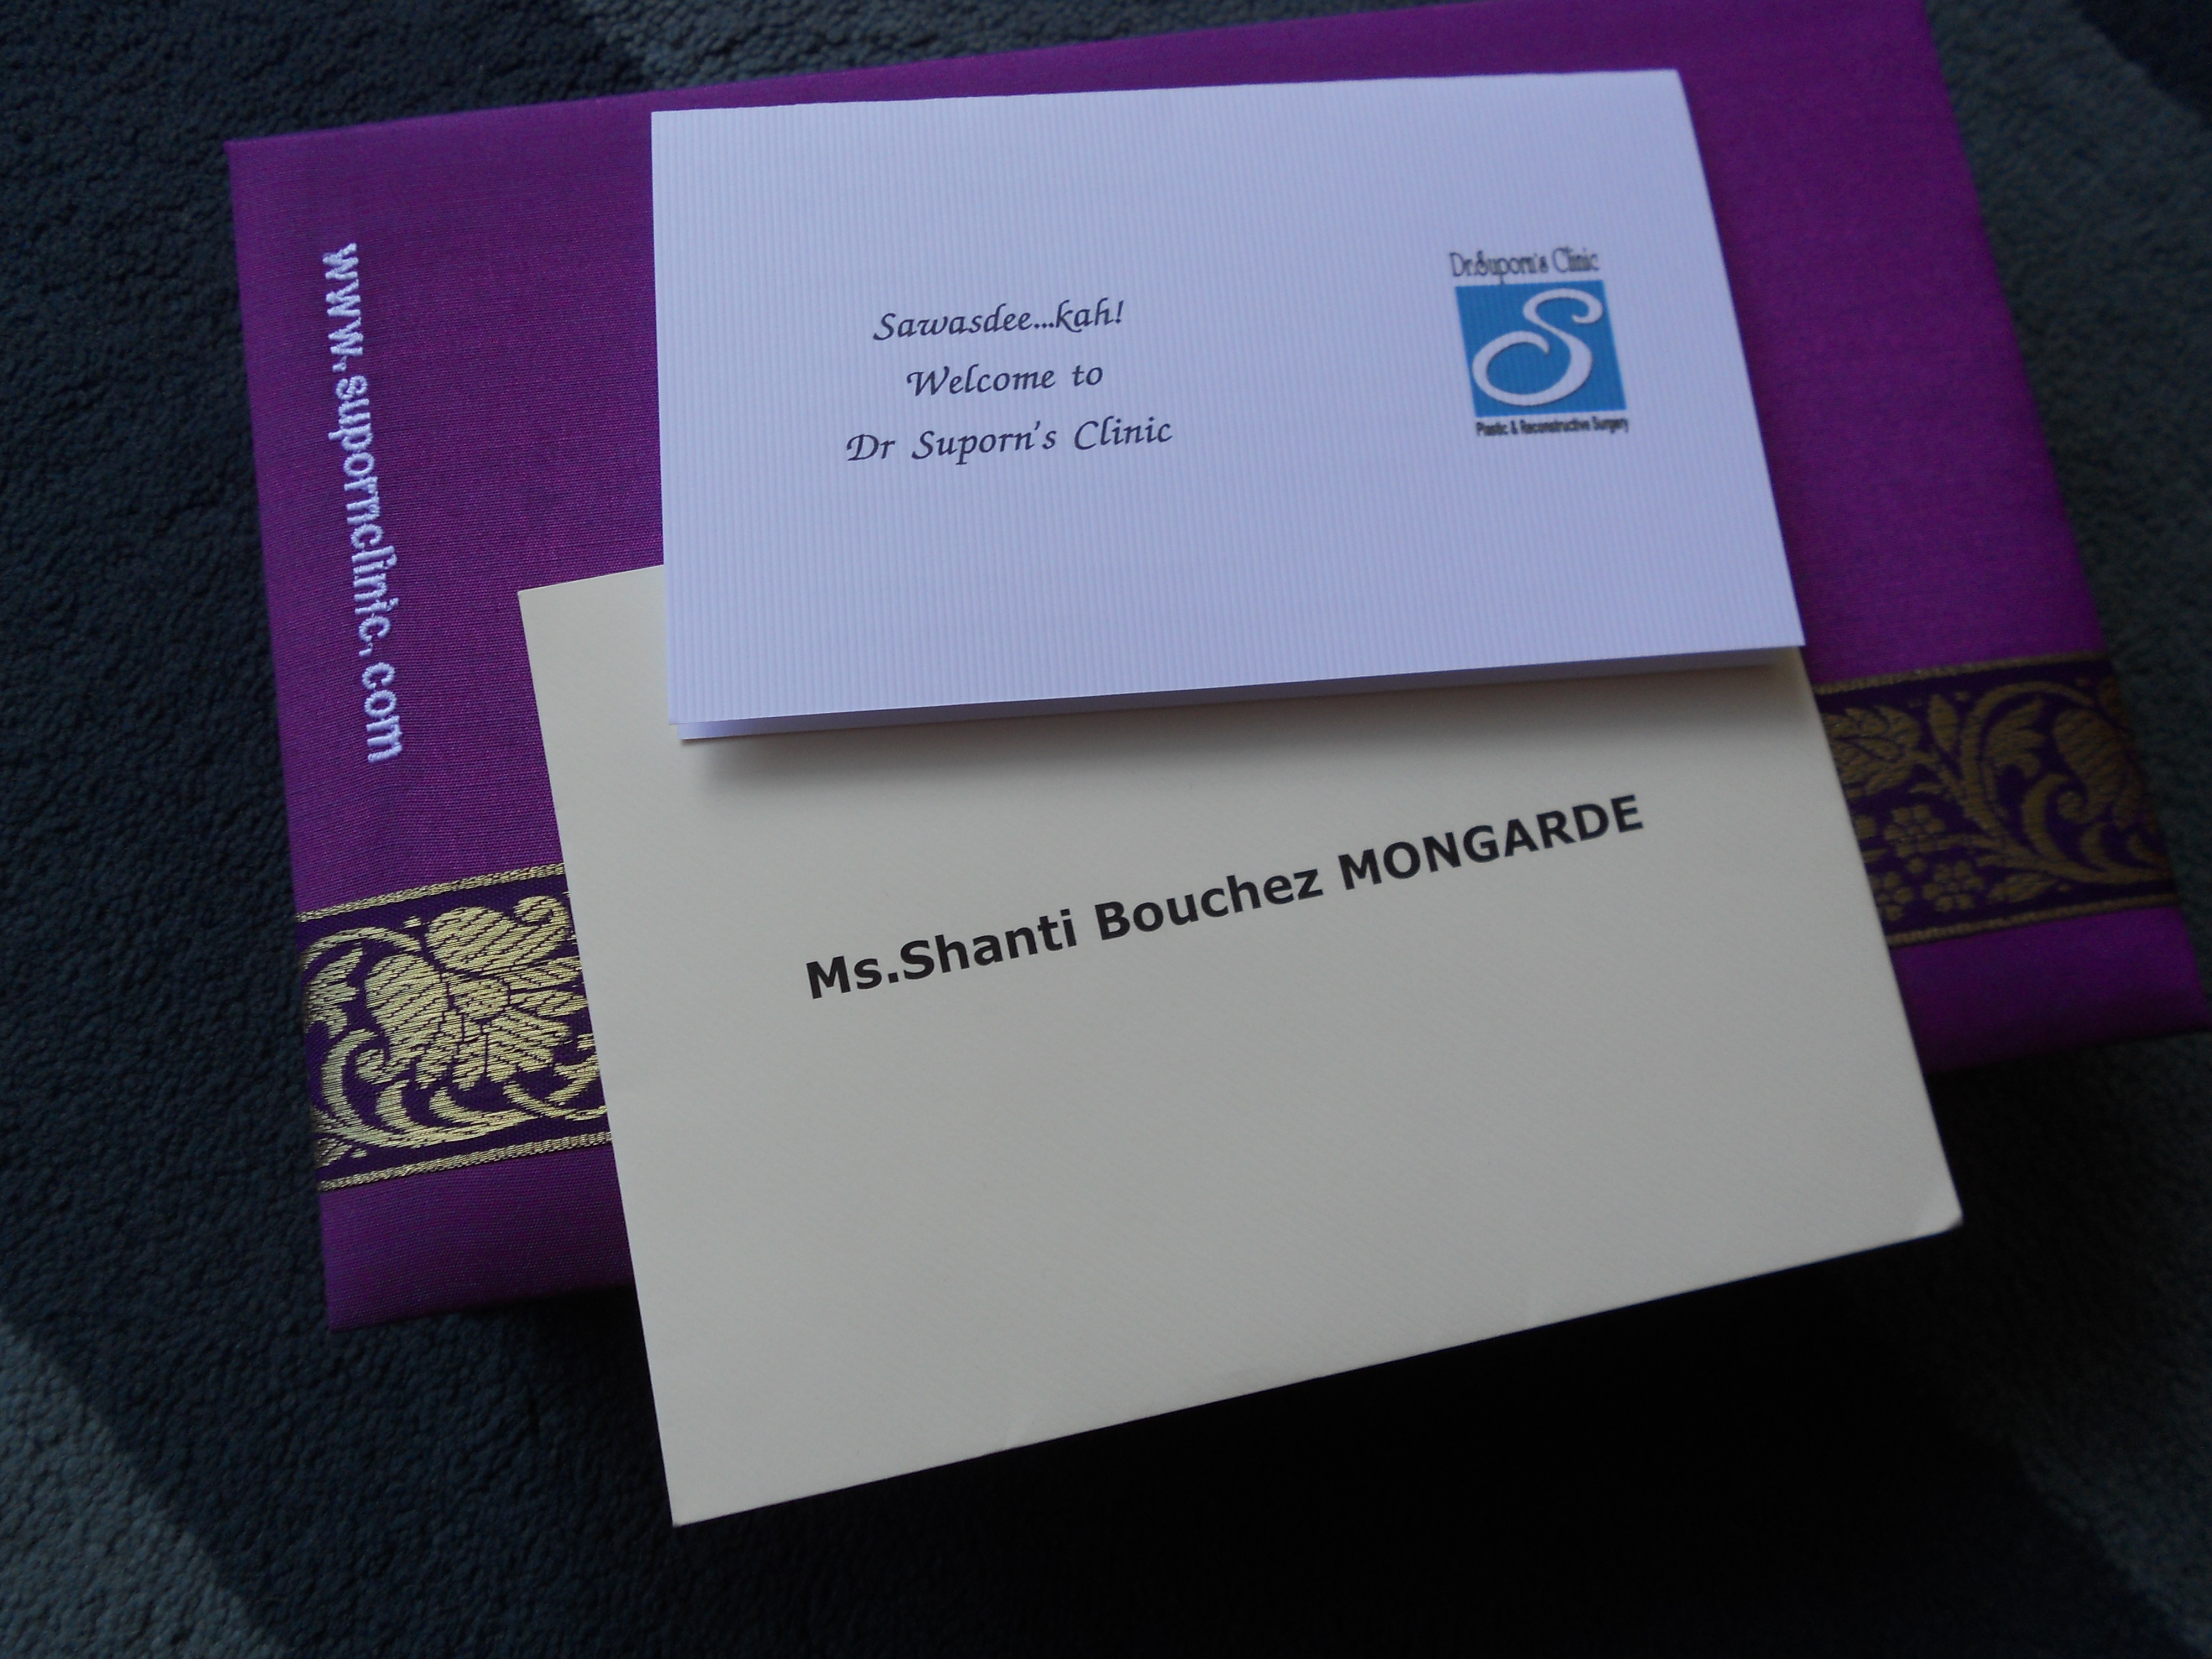 www.supornclinic.com
Sawasdee...kah!
Welcome to
Dr Suporn's Clinic
Dr.Suporn's Clinic
S
Plastic & Reconstructive Surgery
Ms.Shanti Bouchez MONGARDE